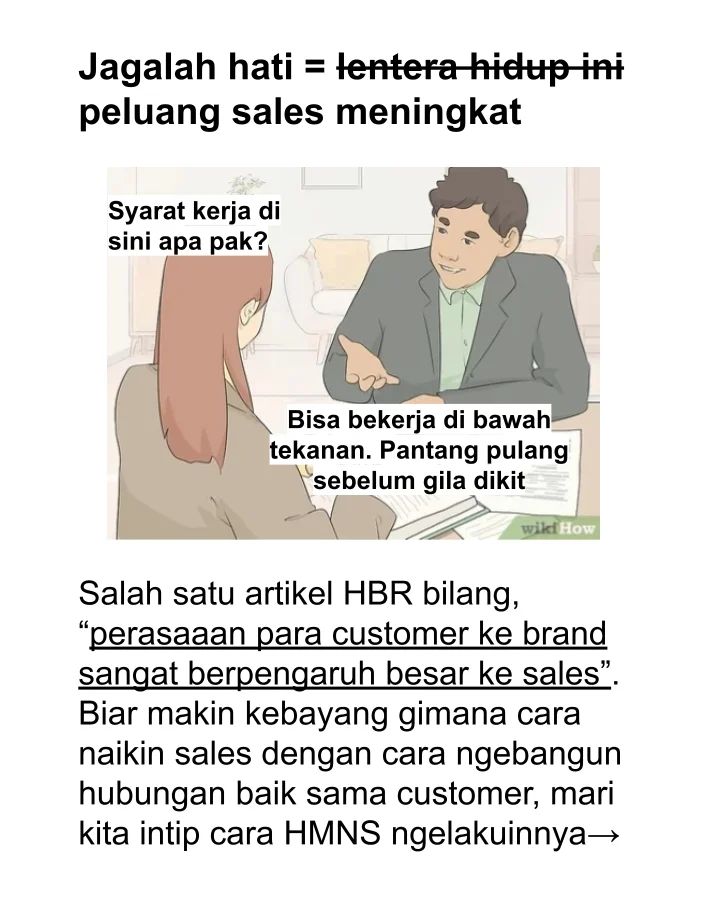 Jagalah hati = lentera hidup ini
peluang sales meningkat
Syarat kerja di
sini apa pak?
Bisa bekerja di bawah
tekanan. Pantang pulang
sebelum gila dikit
wikiHow
Salah satu artikel HBR bilang,
“perasaaan para customer ke brand
sangat berpengaruh besar ke sales”.
Biar makin kebayang gimana cara
naikin sales dengan cara ngebangun
hubungan baik sama customer, mari
kita intip cara HMNS ngelakuinnya→